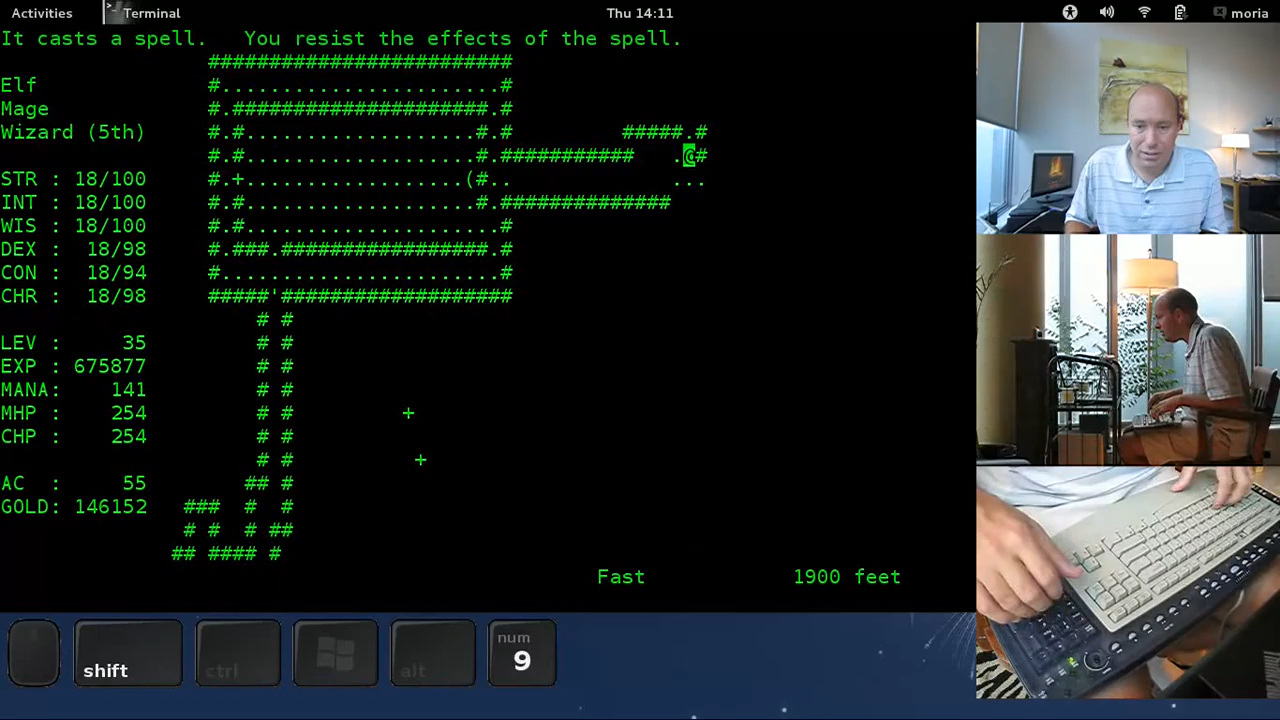 Activities Terminal Thu 14:11 moria
It casts a spell. You resist the effects of the spell.
########################
Elf #.......................#
Mage #.#####################.#
Wizard (5th) #.#...................#.# #####.#
#.#...................#.########### .@#
STR : 18/100 #.+..................(#.. ...
INT : 18/100 #.#...................#.##############
WIS : 18/100 #.#.....................#
DEX : 18/98 #.###.#################.#
CON : 18/94 #.......................#
CHR : 18/98 #####'###################
# #
LEV : 35 # #
EXP : 675877 # #
MANA: 141 # #
MHP : 254 # # +
CHP : 254 # #
# # +
AC : 55 ## #
GOLD: 146152 ### # #
# # # ##
## #### #
Fast 1900 feet
shift ctrl alt num 9